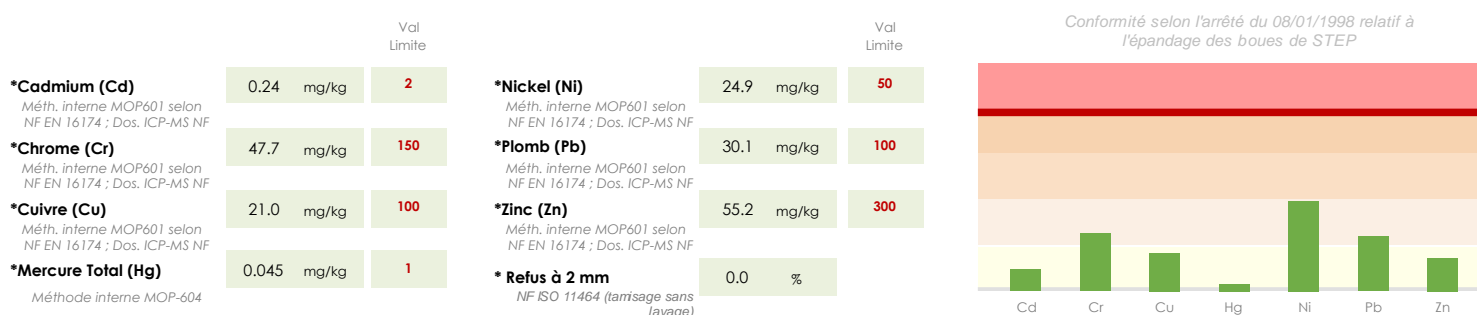 Val
Limite
*Cadmium (Cd) 0.24 mg/kg 2
Méth. interne MOP601 selon
NF EN 16174 ; Dos. ICP-MS NF
*Chrome (Cr) 47.7 mg/kg 150
Méth. interne MOP601 selon
NF EN 16174 ; Dos. ICP-MS NF
*Cuivre (Cu) 21.0 mg/kg 100
Méth. interne MOP601 selon
NF EN 16174 ; Dos. ICP-MS NF
*Mercure Total (Hg) 0.045 mg/kg 1
Méthode interne MOP-604
Val
Limite
*Nickel (Ni) 24.9 mg/kg 50
Méth. interne MOP601 selon
NF EN 16174 ; Dos. ICP-MS NF
*Plomb (Pb) 30.1 mg/kg 100
Méth. interne MOP601 selon
NF EN 16174 ; Dos. ICP-MS NF
*Zinc (Zn) 55.2 mg/kg 300
Méth. interne MOP601 selon
NF EN 16174 ; Dos. ICP-MS NF
* Refus à 2 mm 0.0 %
NF ISO 11464 (tamisage sans
lavage)
Conformité selon l'arrêté du 08/01/1998 relatif à
l'épandage des boues de STEP
Cd Cr Cu Hg Ni Pb Zn